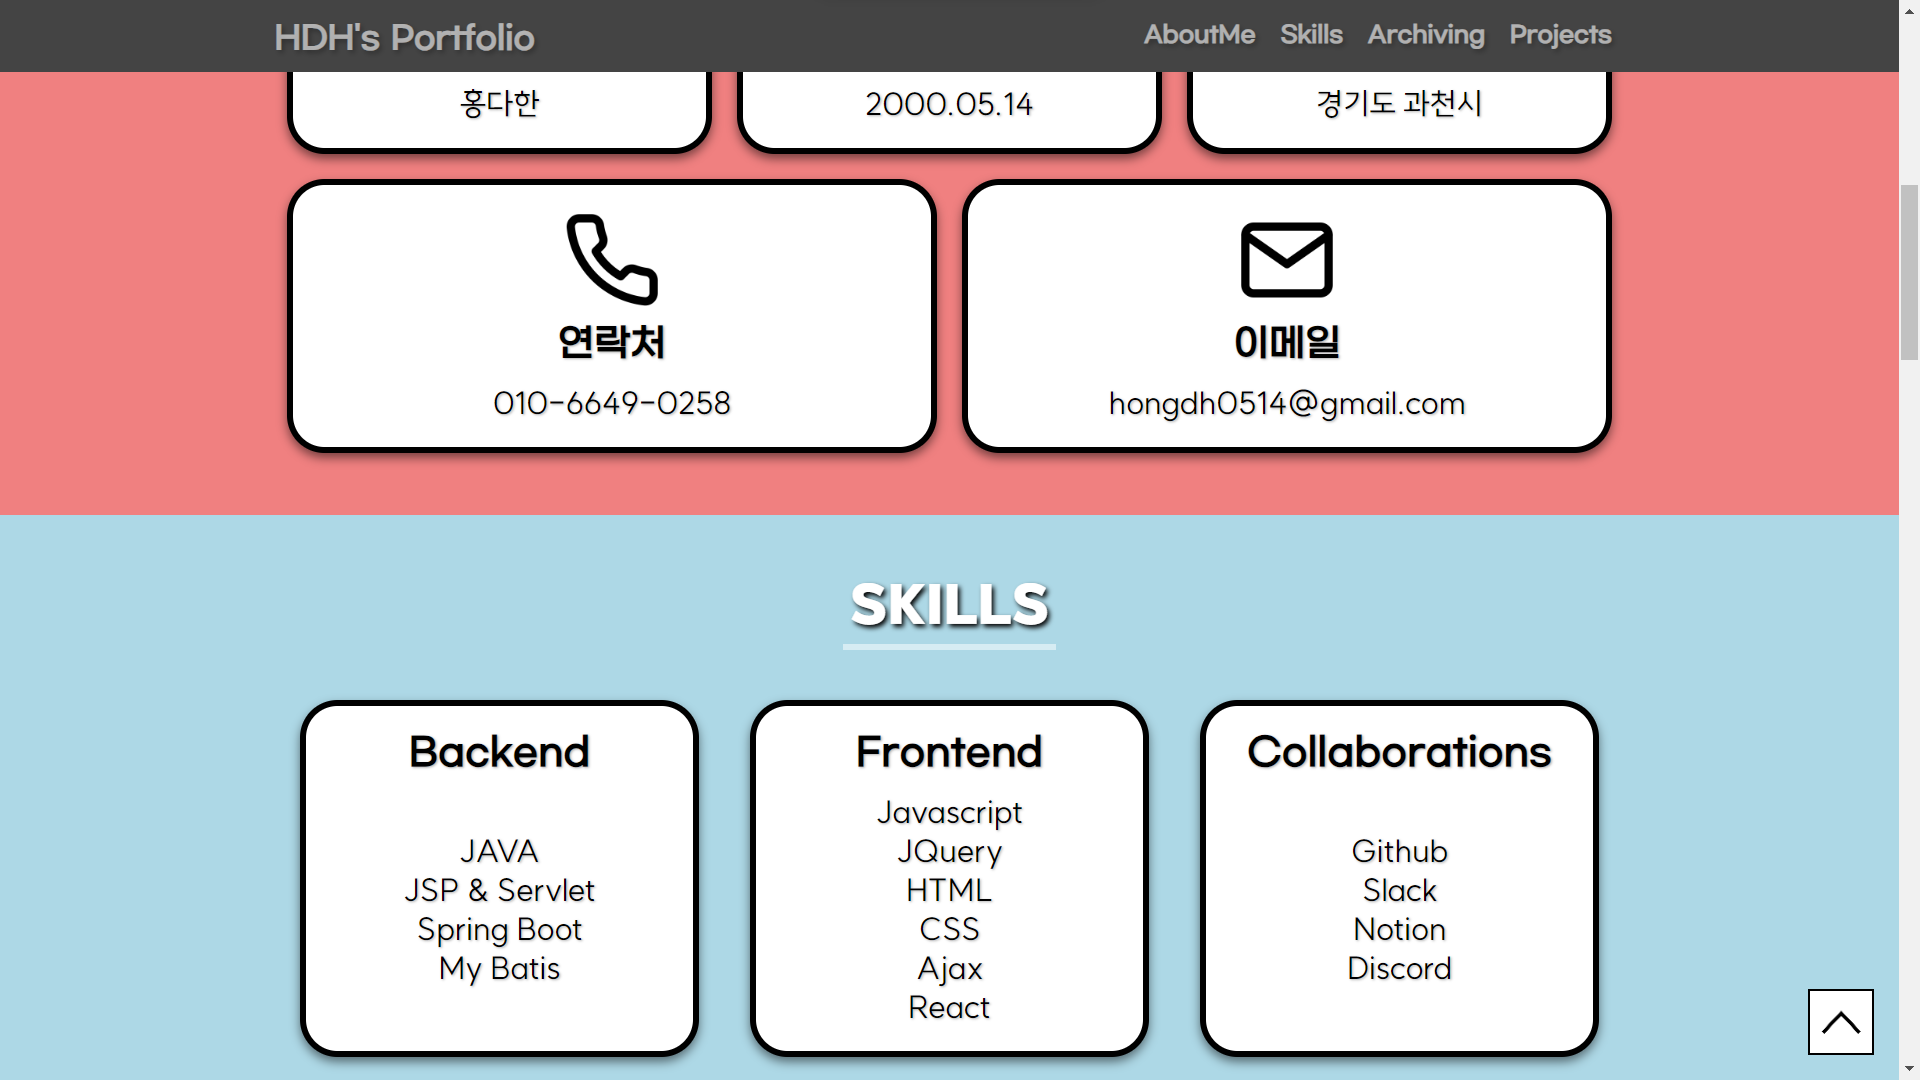 HDH's Portfolio
AboutMe Skills Archiving Projects
홍다한
2000.05.14
경기도 과천시
연락처
010-6649-0258
이메일
hongdh0514@gmail.com
SKILLS
Backend
JAVA
JSP & Servlet
Spring Boot
My Batis
Frontend
Javascript
JQuery
HTML
CSS
Ajax
React
Collaborations
Github
Slack
Notion
Discord